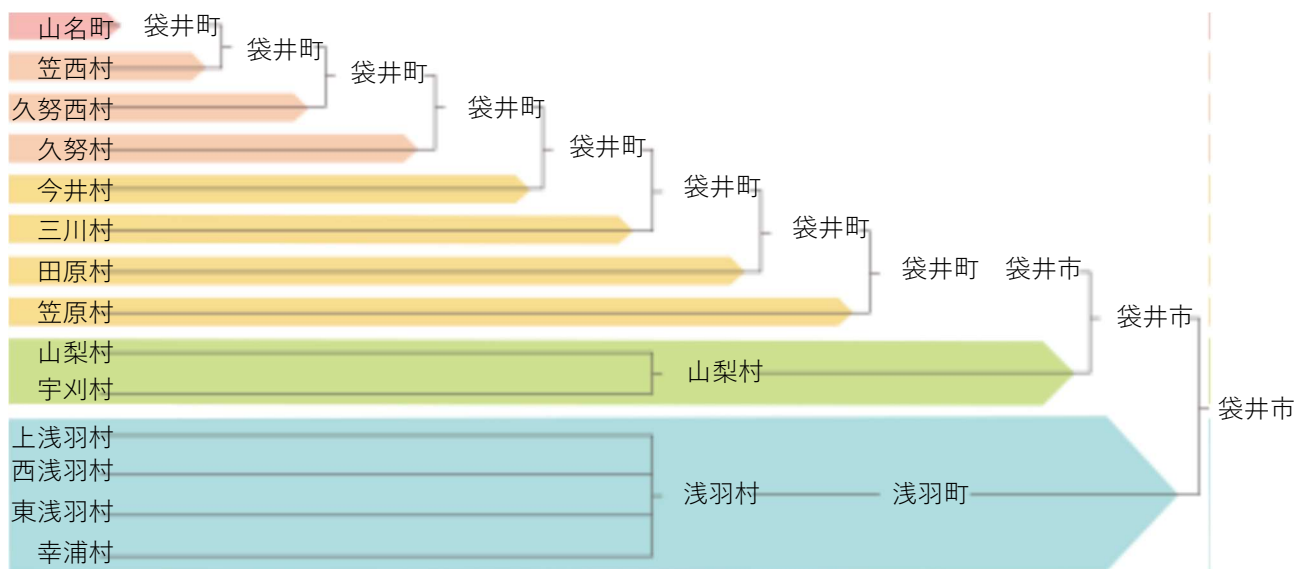 山名町
袋井町
笠西村
袋井町
久努西村
袋井町
久努村
袋井町
今井村
袋井町
三川村
袋井町
田原村
袋井町
笠原村
袋井町
袋井市
山梨村
宇刈村
山梨村
袋井市
上浅羽村
西浅羽村
東浅羽村
幸浦村
浅羽村
浅羽町
袋井市